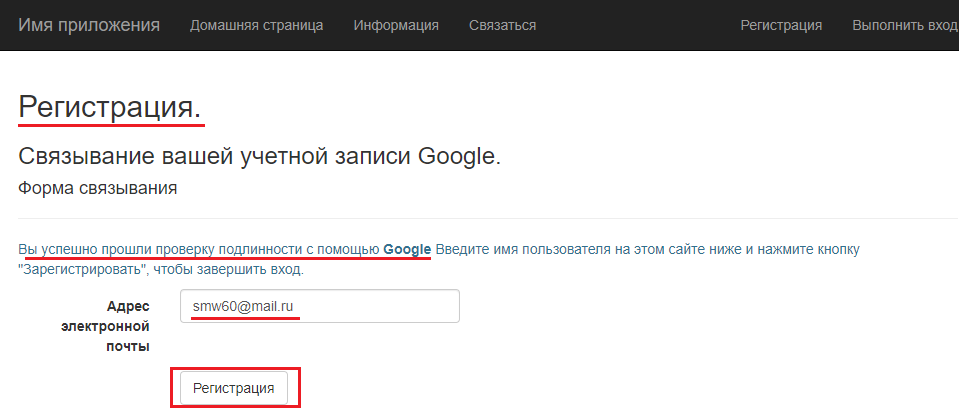 Имя приложения Домашняя страница Информация Связаться Регистрация Выполнить вход
Регистрация.
Связывание вашей учетной записи Google.
Форма связывания
Вы успешно прошли проверку подлинности с помощью Google Введите имя пользователя на этом сайте ниже и нажмите кнопку
"Зарегистрировать", чтобы завершить вход.
Адрес
электронной
почты
smw60@mail.ru
Регистрация